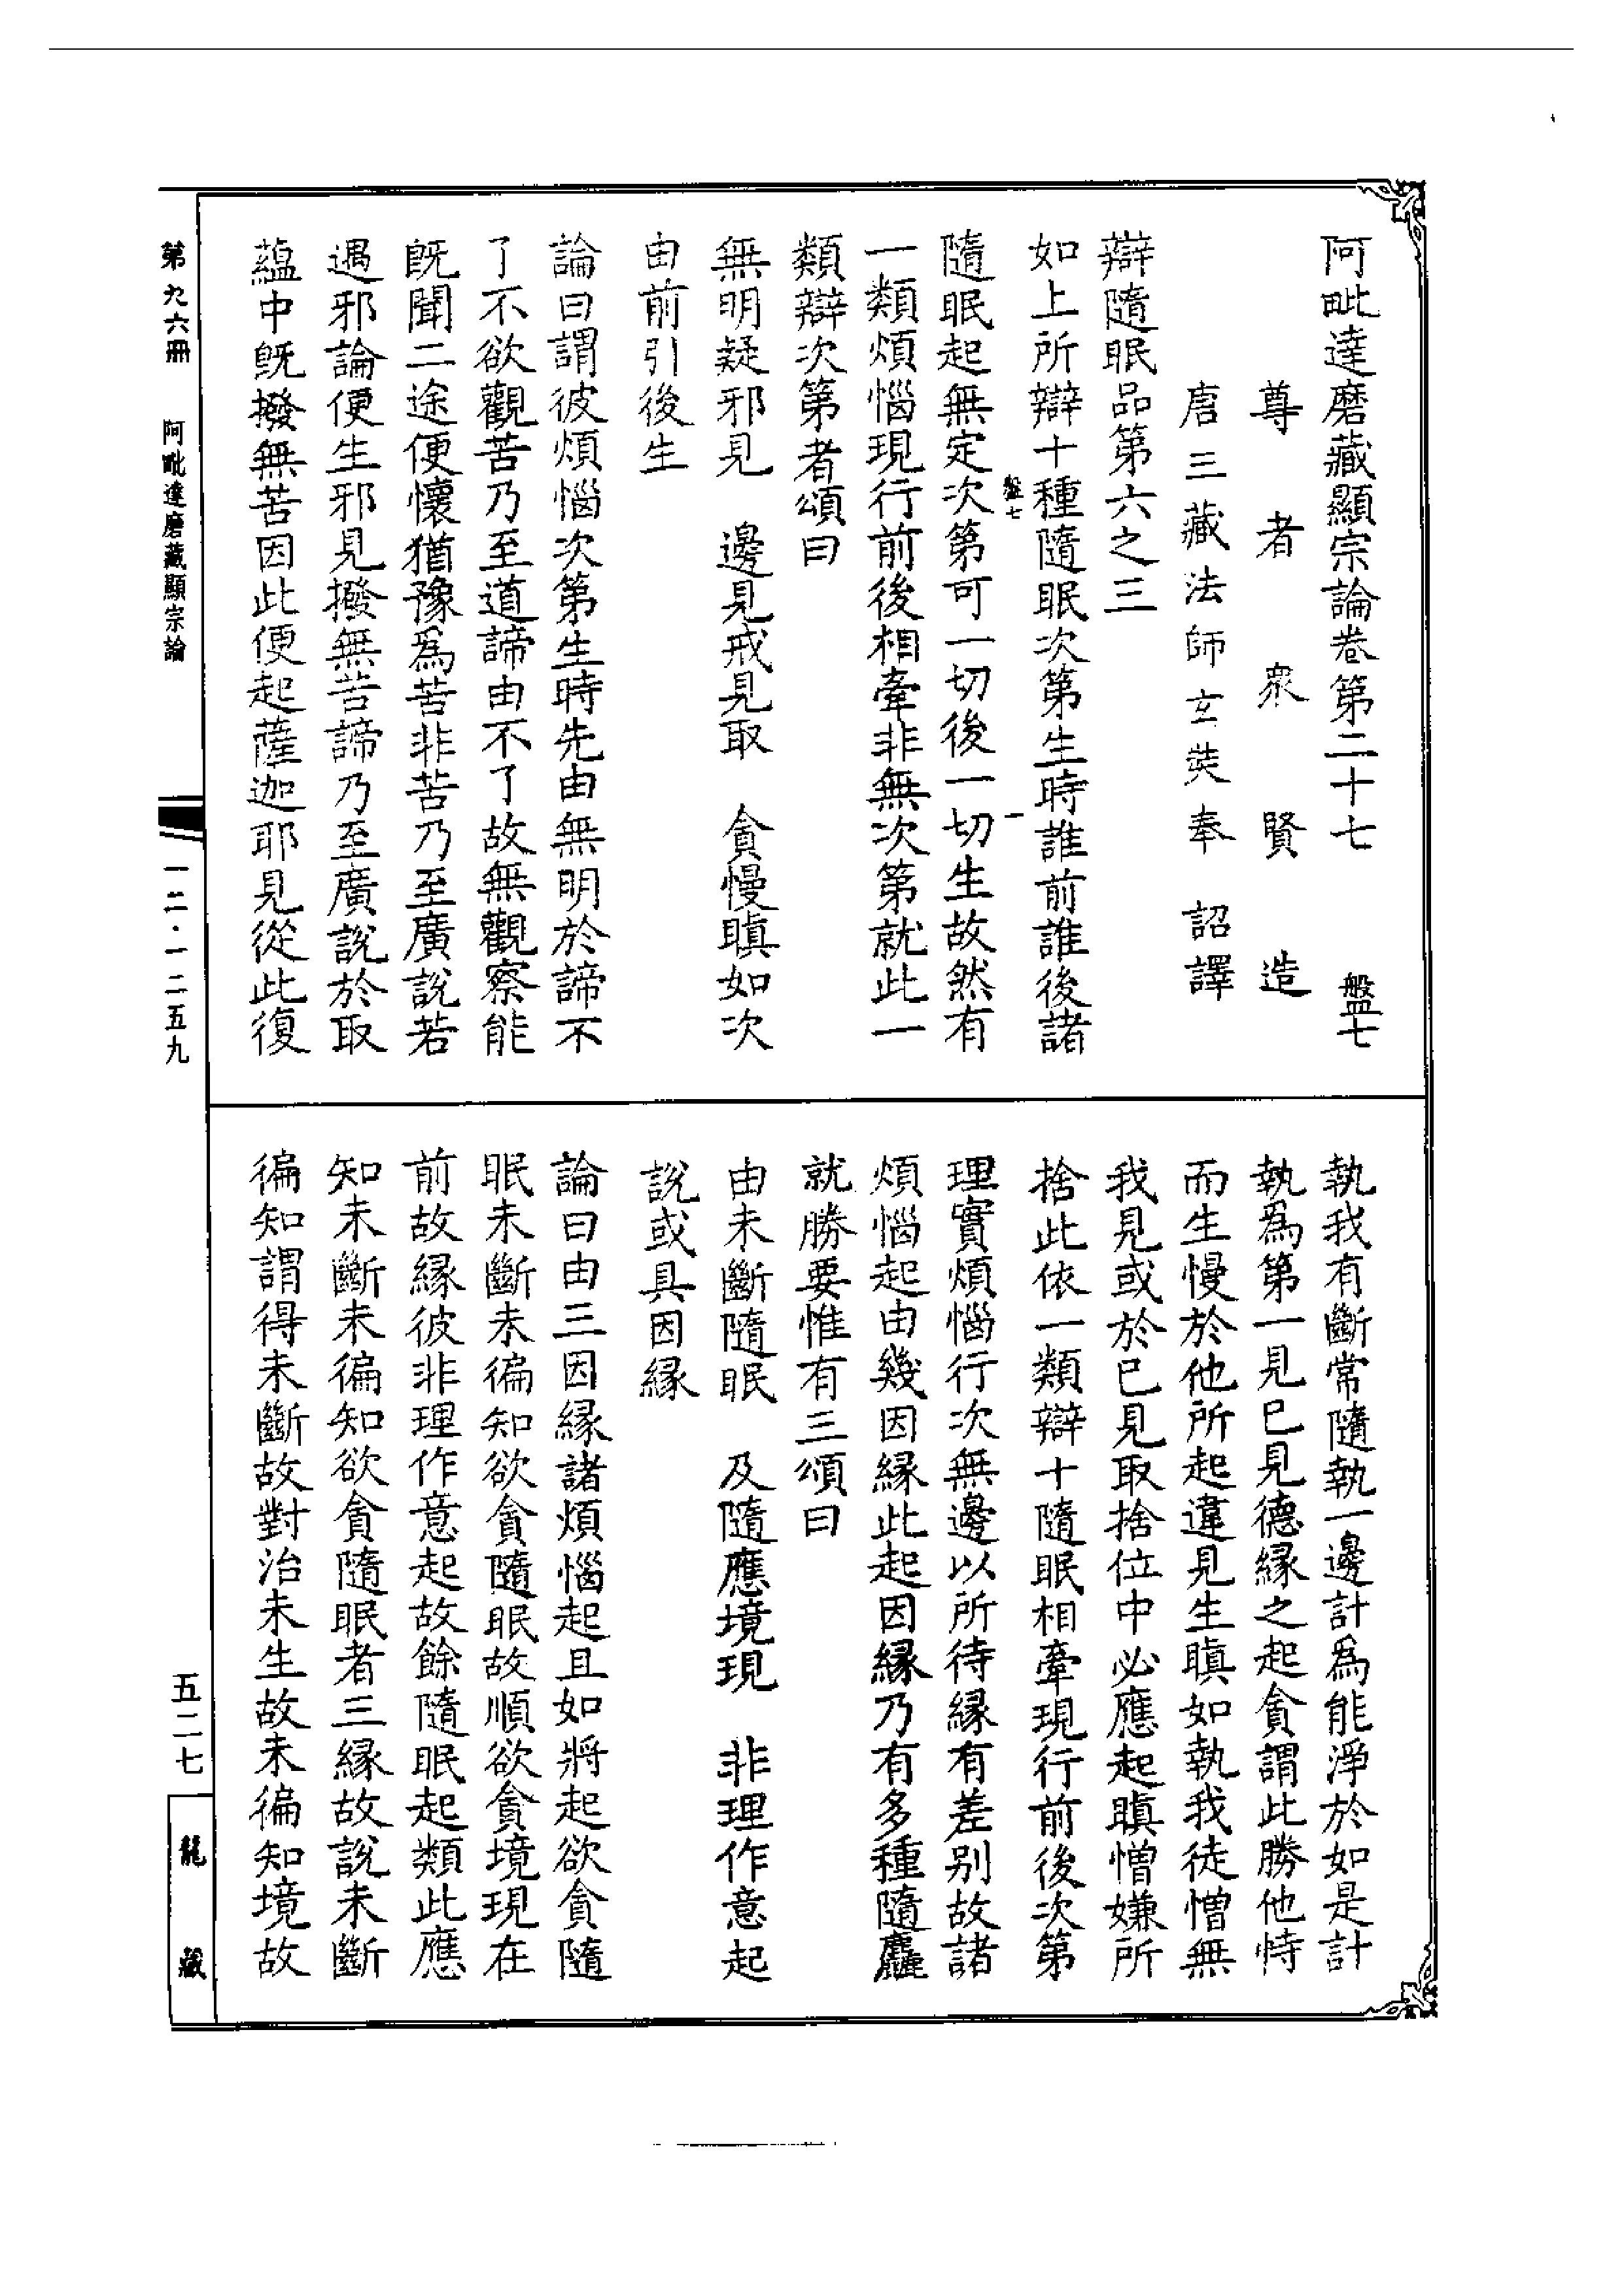 阿毗達磨藏顯宗論卷第二十七　盤七
尊者衆賢造
唐三藏法師玄奘奉　詔譯
辯隨眠品第六之三
如上所辯十種隨眠次第生時誰前誰後諸
盤七　一
隨眠起無定次第可一切後一切生故然有
一類煩惱現行前後相牽非無次第就此一
類辯次第者頌曰
無明疑邪見　邊見戒見取　貪慢瞋如次
由前引後生
論曰謂彼煩惱次第生時先由無明於諦不
了不欲觀苦乃至道諦由不了故無觀察能
旣聞二途便懷猶豫爲苦非苦乃至廣說若
遇邪論便生邪見撥無苦諦乃至廣說於取
蘊中旣撥無苦因此便起薩迦耶見從此復
執我有斷常隨執一邊計爲能淨於如是計
執爲第一見巳見德縁之起貪謂此勝他恃
而生慢於他所起違見生瞋如執我徒憎無
我見或於巳見取捨位中必應起瞋憎嫌所
捨此依一類辯十隨眠相牽現行前後次第
理實煩惱行次無邊以所待縁有差别故諸
煩惱起由幾因縁此起因縁乃有多種隨麤
就勝要惟有三頌曰
由未斷隨眠　及隨應境現　非理作意起
說或具因縁
論曰由三因縁諸煩惱起且如將起欲貪隨
眠未斷未徧知欲貪隨眠故順欲貪境現在
前故縁彼非理作意起故餘隨眠起類此應
知未斷未徧知欲貪隨眠者三縁故說未斷
徧知謂得未斷故對治未生故未徧知境故
第九六冊　阿毗達磨藏顯宗論　一二·一二五九
五二七　龍藏